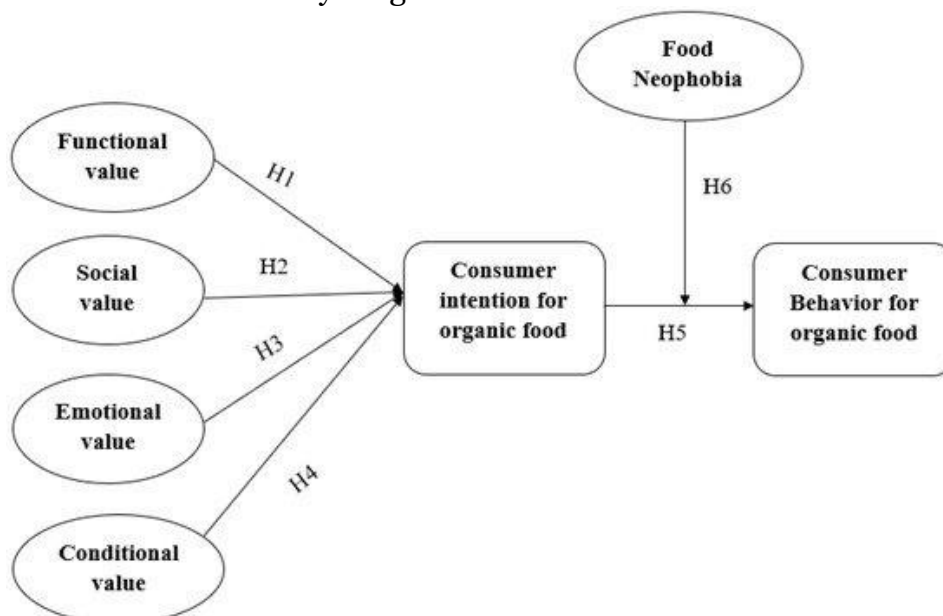 Food
Neophobia
Functional
value
H1
H6
Social
value
H2
Consumer
intention for
organic food
Consumer
Behavior for
organic food
H5
H3
Emotional
value
H4
Conditional
value